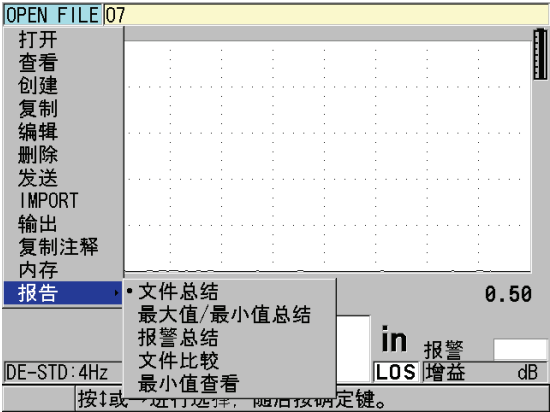 OPEN FILE 07
打开
查看
创建
复制
编辑
删除
发送
IMPORT
输出
复制注释
内存
报告
• 文件总结
最大值/最小值总结
报警总结
文件比较
最小值查看
0.50
in 报警
DE-STD:4Hz LOS 增益 dB
按↕或→进行选择，随后按确定键。